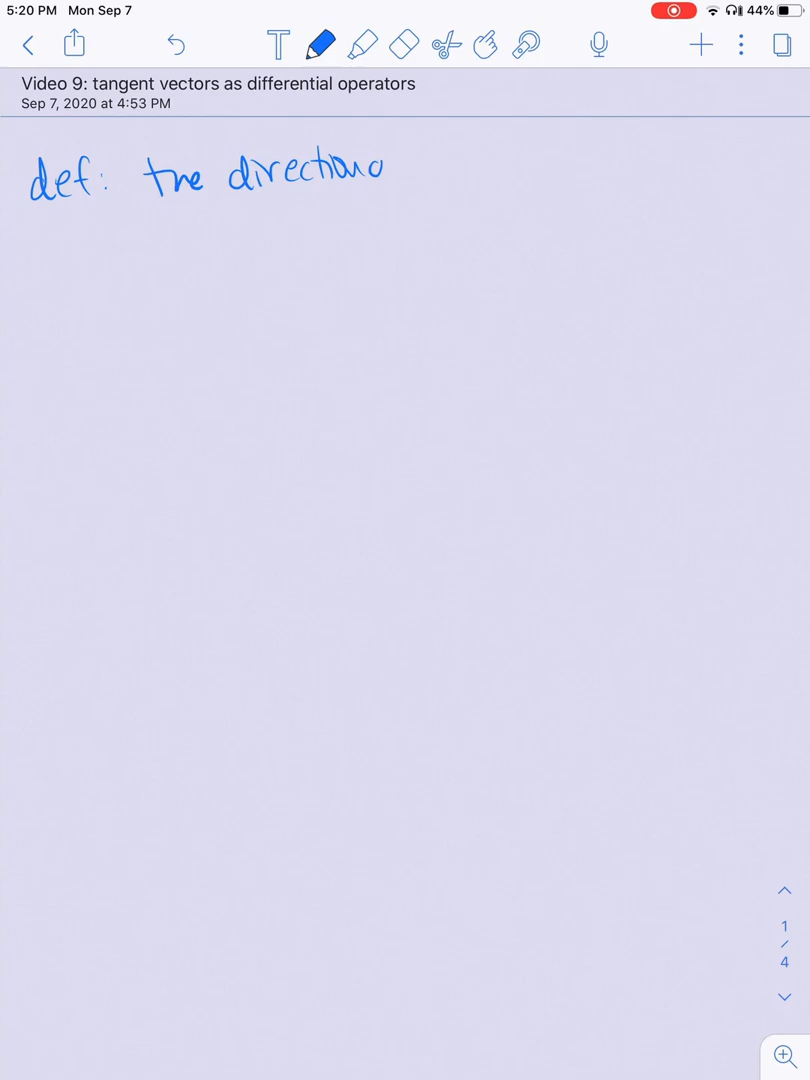 5:20 PM Mon Sep 7 44%
T
Video 9: tangent vectors as differential operators
Sep 7, 2020 at 4:53 PM
def: the directiona
1
/
4